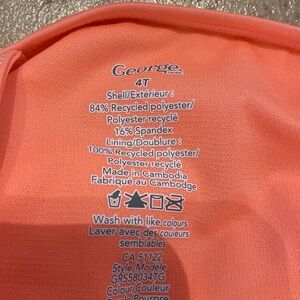 George.
4T
Shell/Extérieur :
84% Recycled polyester/
Polyester recyclé
16% Spandex
Lining/Doublure :
100% Recycled polyester/
Polyester recyclé
Made in Cambodia
Fabriqué au Cambodge
Wash with like colours
Laver avec des couleurs
semblables
CA 51122
Style/Modèle
GRS58034TG
Colour/Couleur
Pourpre